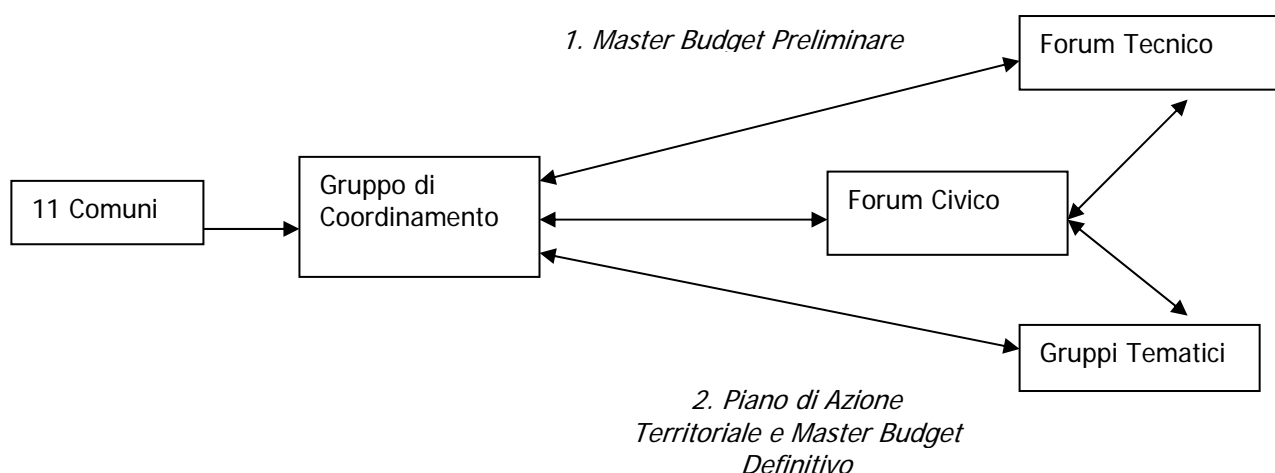 1. Master Budget Preliminare
Forum Tecnico
11 Comuni
Gruppo di
Coordinamento
Forum Civico
Gruppi Tematici
2. Piano di Azione
Territoriale e Master Budget
Definitivo